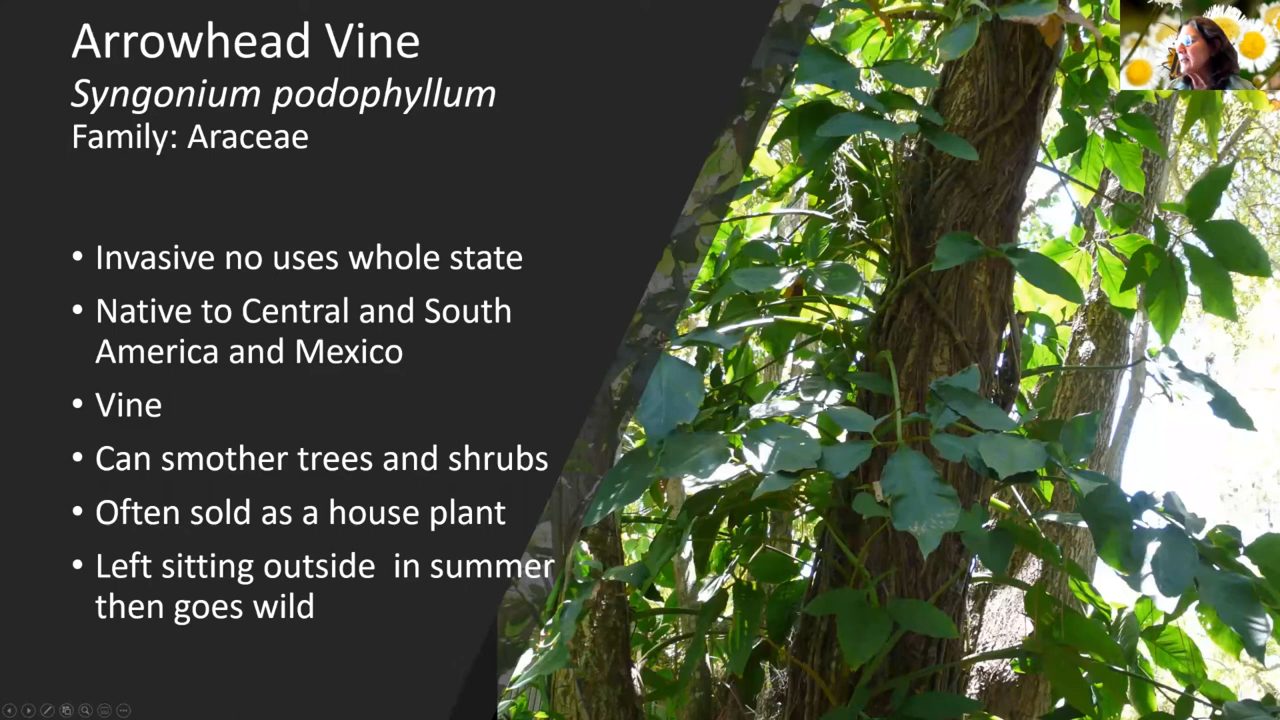 Arrowhead Vine
Syngonium podophyllum
Family: Araceae
• Invasive no uses whole state
• Native to Central and South
America and Mexico
• Vine
• Can smother trees and shrubs
• Often sold as a house plant
• Left sitting outside  in summer
then goes wild